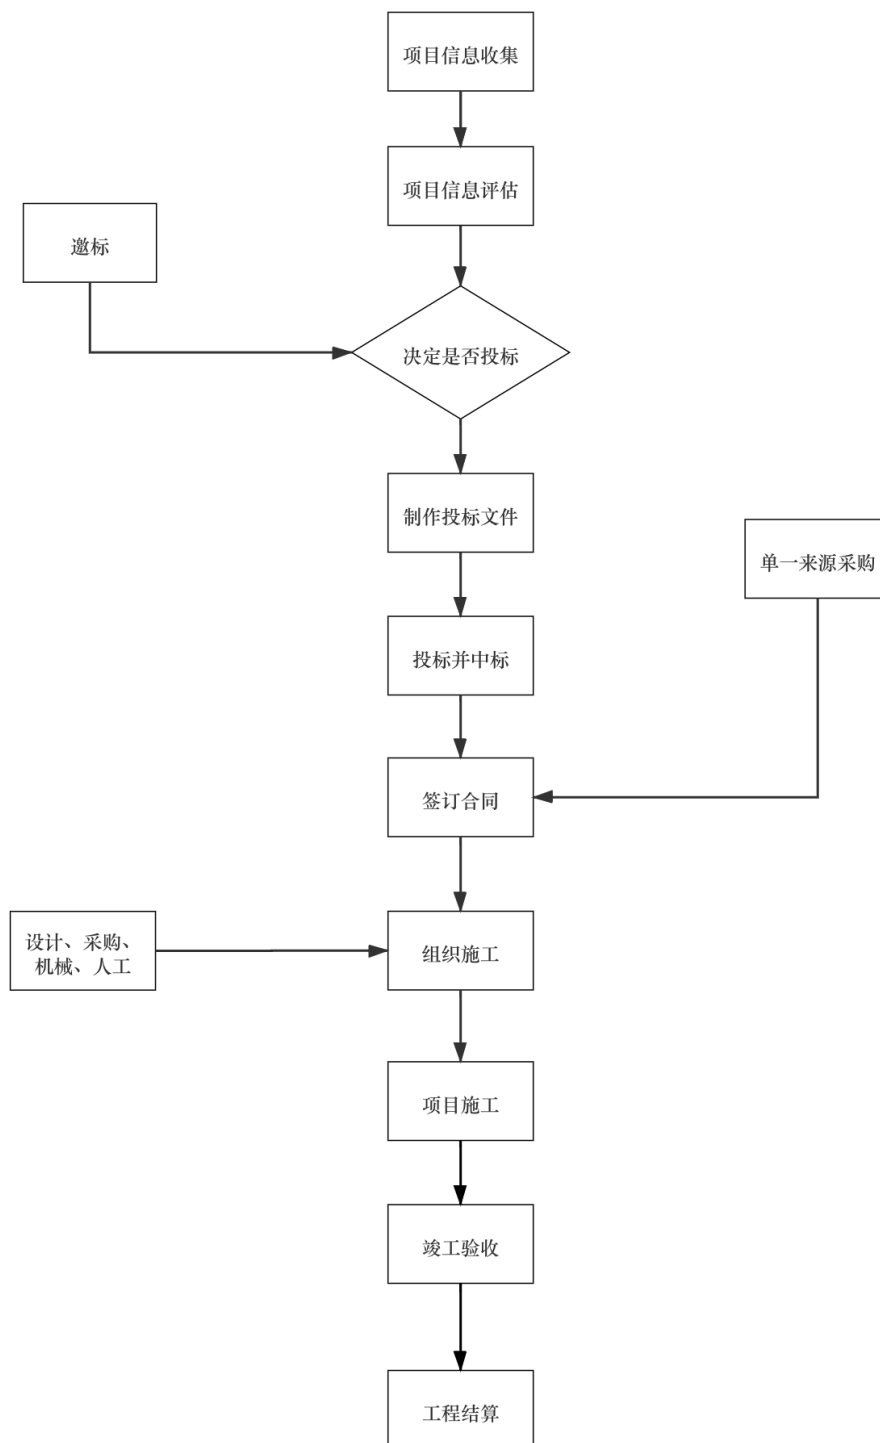 项目信息收集
项目信息评估
邀标
决定是否投标
制作投标文件
单一来源采购
投标并中标
签订合同
设计、采购、
机械、人工
组织施工
项目施工
竣工验收
工程结算